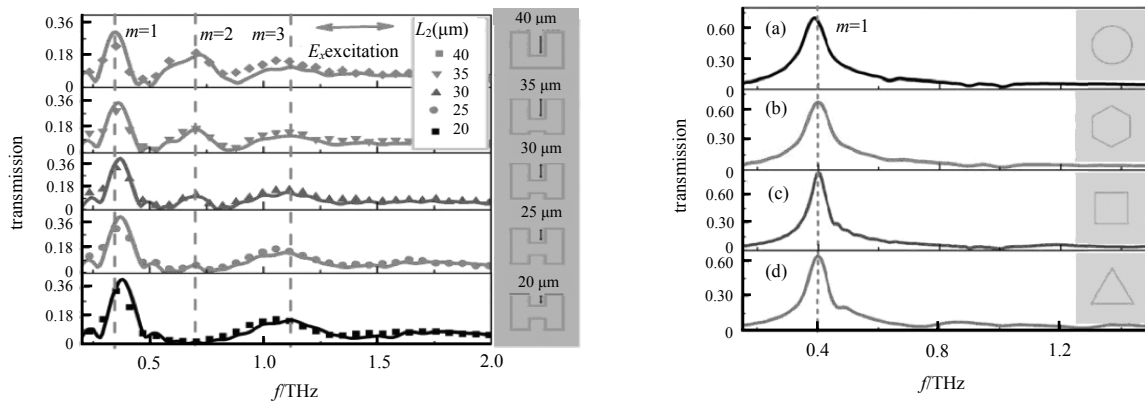 m=1
m=2
m=3
Eₓexcitation
L₂(μm)
40
35
30
25
20
0.36
0.18
0
0.36
0.18
0
0.36
0.18
0
0.36
0.18
0
0.36
0.18
0
transmission
0.5
1.0
1.5
2.0
f/THz
40 μm
35 μm
30 μm
25 μm
20 μm
(a)
m=1
(b)
(c)
(d)
0.60
0.30
0
0.60
0.30
0
0.60
0.30
0
0.60
0.30
0
transmission
0.4
0.8
1.2
f/THz